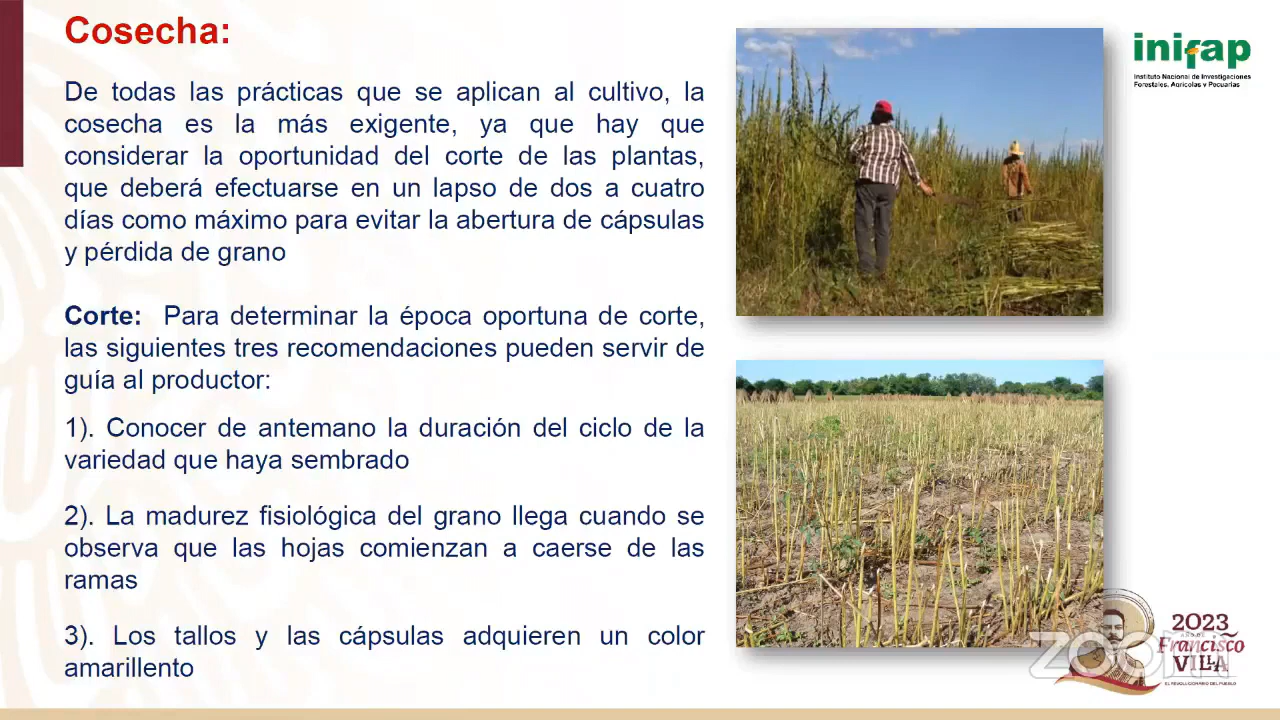 Cosecha:
De todas las prácticas que se aplican al cultivo, la
cosecha es la más exigente, ya que hay que
considerar la oportunidad del corte de las plantas,
que deberá efectuarse en un lapso de dos a cuatro
días como máximo para evitar la abertura de cápsulas
y pérdida de grano
Corte: Para determinar la época oportuna de corte,
las siguientes tres recomendaciones pueden servir de
guía al productor:
1). Conocer de antemano la duración del ciclo de la
variedad que haya sembrado
2). La madurez fisiológica del grano llega cuando se
observa que las hojas comienzan a caerse de las
ramas
3). Los tallos y las cápsulas adquieren un color
amarillento
inifap
Instituto Nacional de Investigaciones
Forestales, Agrícolas y Pecuarias
2023
AÑO DE
Francisco
VILLA
EL REVOLUCIONARIO DEL PUEBLO
zoom